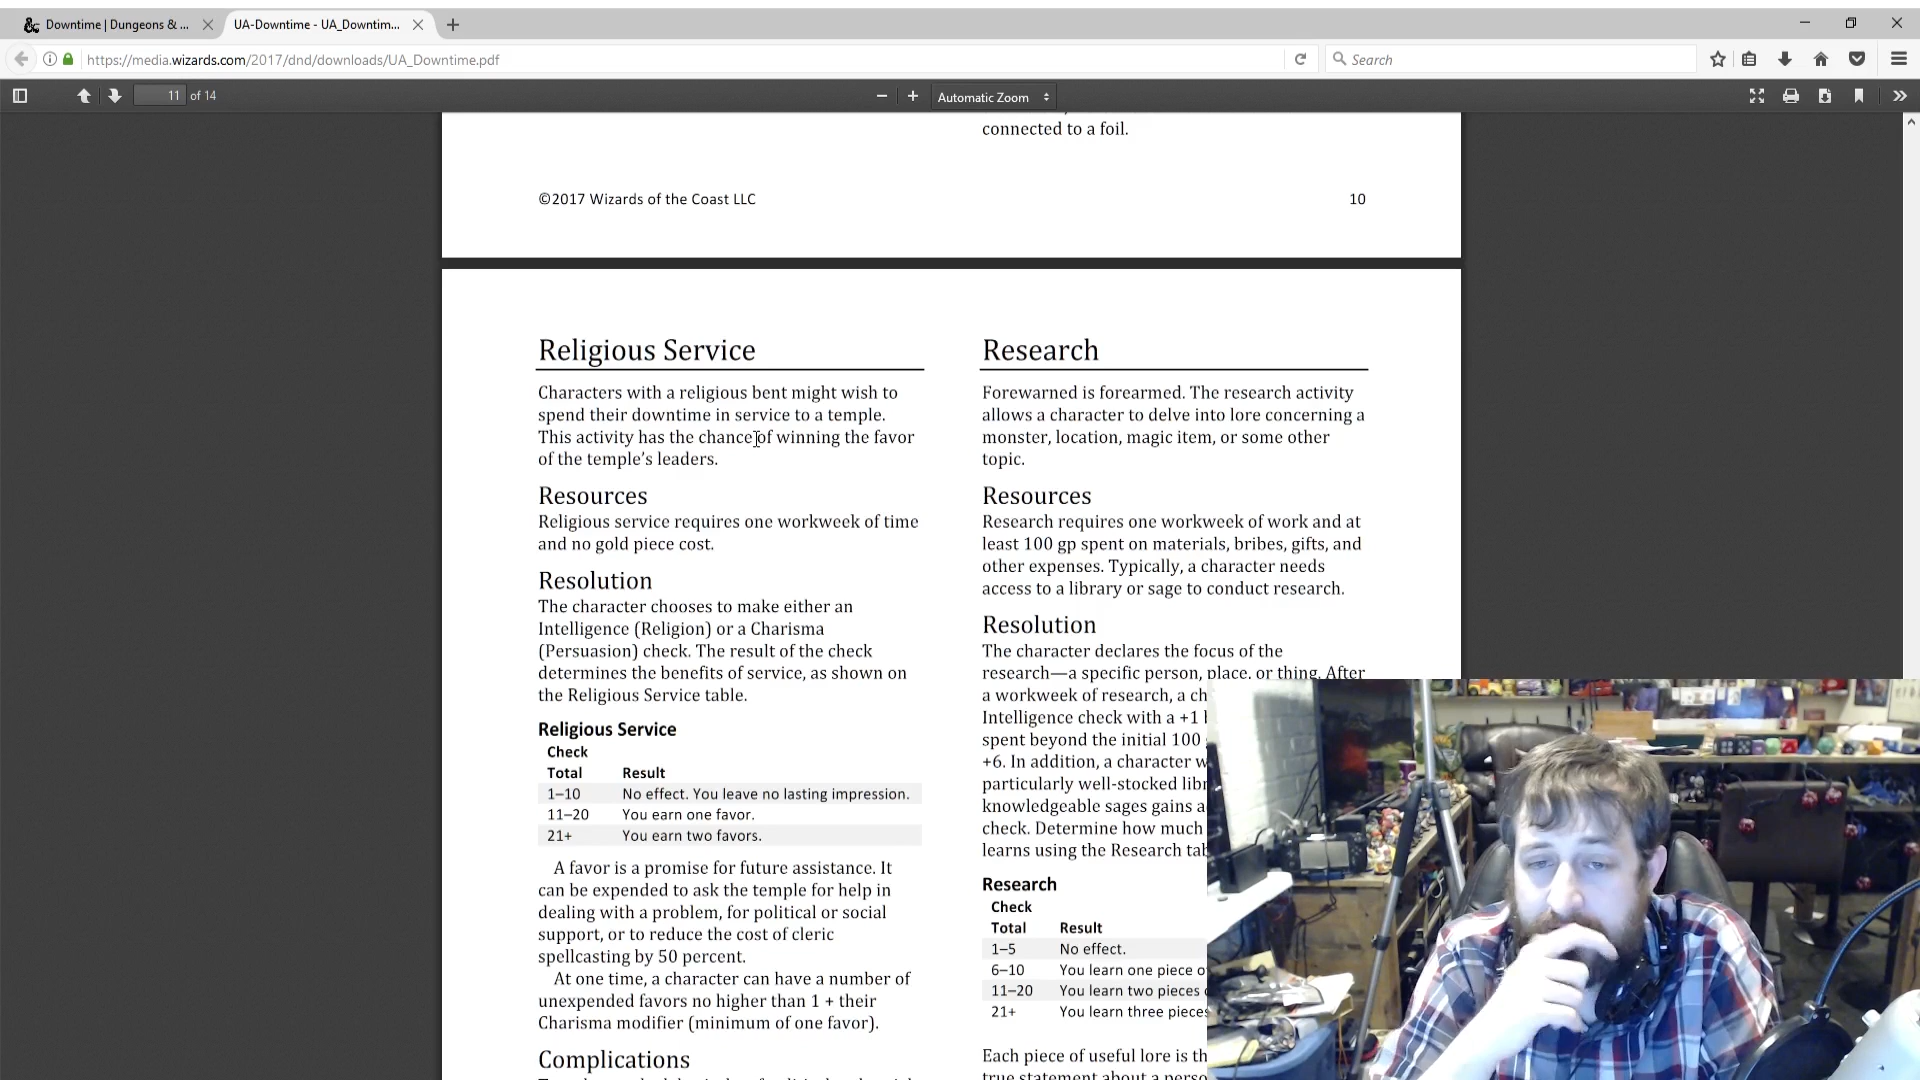 Downtime | Dungeons & ...
UA-Downtime - UA_Downtim...
https://media.wizards.com/2017/dnd/downloads/UA_Downtime.pdf
Search
11 of 14
Automatic Zoom
connected to a foil.
©2017 Wizards of the Coast LLC
10
Religious Service
Characters with a religious bent might wish to
spend their downtime in service to a temple.
This activity has the chance of winning the favor
of the temple's leaders.
Resources
Religious service requires one workweek of time
and no gold piece cost.
Resolution
The character chooses to make either an
Intelligence (Religion) or a Charisma
(Persuasion) check. The result of the check
determines the benefits of service, as shown on
the Religious Service table.
Religious Service
Check
Total Result
1–10 No effect. You leave no lasting impression.
11–20 You earn one favor.
21+ You earn two favors.
A favor is a promise for future assistance. It
can be expended to ask the temple for help in
dealing with a problem, for political or social
support, or to reduce the cost of cleric
spellcasting by 50 percent.
At one time, a character can have a number of
unexpended favors no higher than 1 + their
Charisma modifier (minimum of one favor).
Complications
Research
Forewarned is forearmed. The research activity
allows a character to delve into lore concerning a
monster, location, magic item, or some other
topic.
Resources
Research requires one workweek of work and at
least 100 gp spent on materials, bribes, gifts, and
other expenses. Typically, a character needs
access to a library or sage to conduct research.
Resolution
The character declares the focus of the
research—a specific person, place, or thing. After
a workweek of research, a ch
Intelligence check with a +1
spent beyond the initial 100
+6. In addition, a character w
particularly well-stocked lib
knowledgeable sages gains a
check. Determine how much
learns using the Research ta
Research
Check
Total Result
1–5 No effect.
6–10 You learn one piece o
11–20 You learn two pieces
21+ You learn three pieces
Each piece of useful lore is th
true statement about a perso